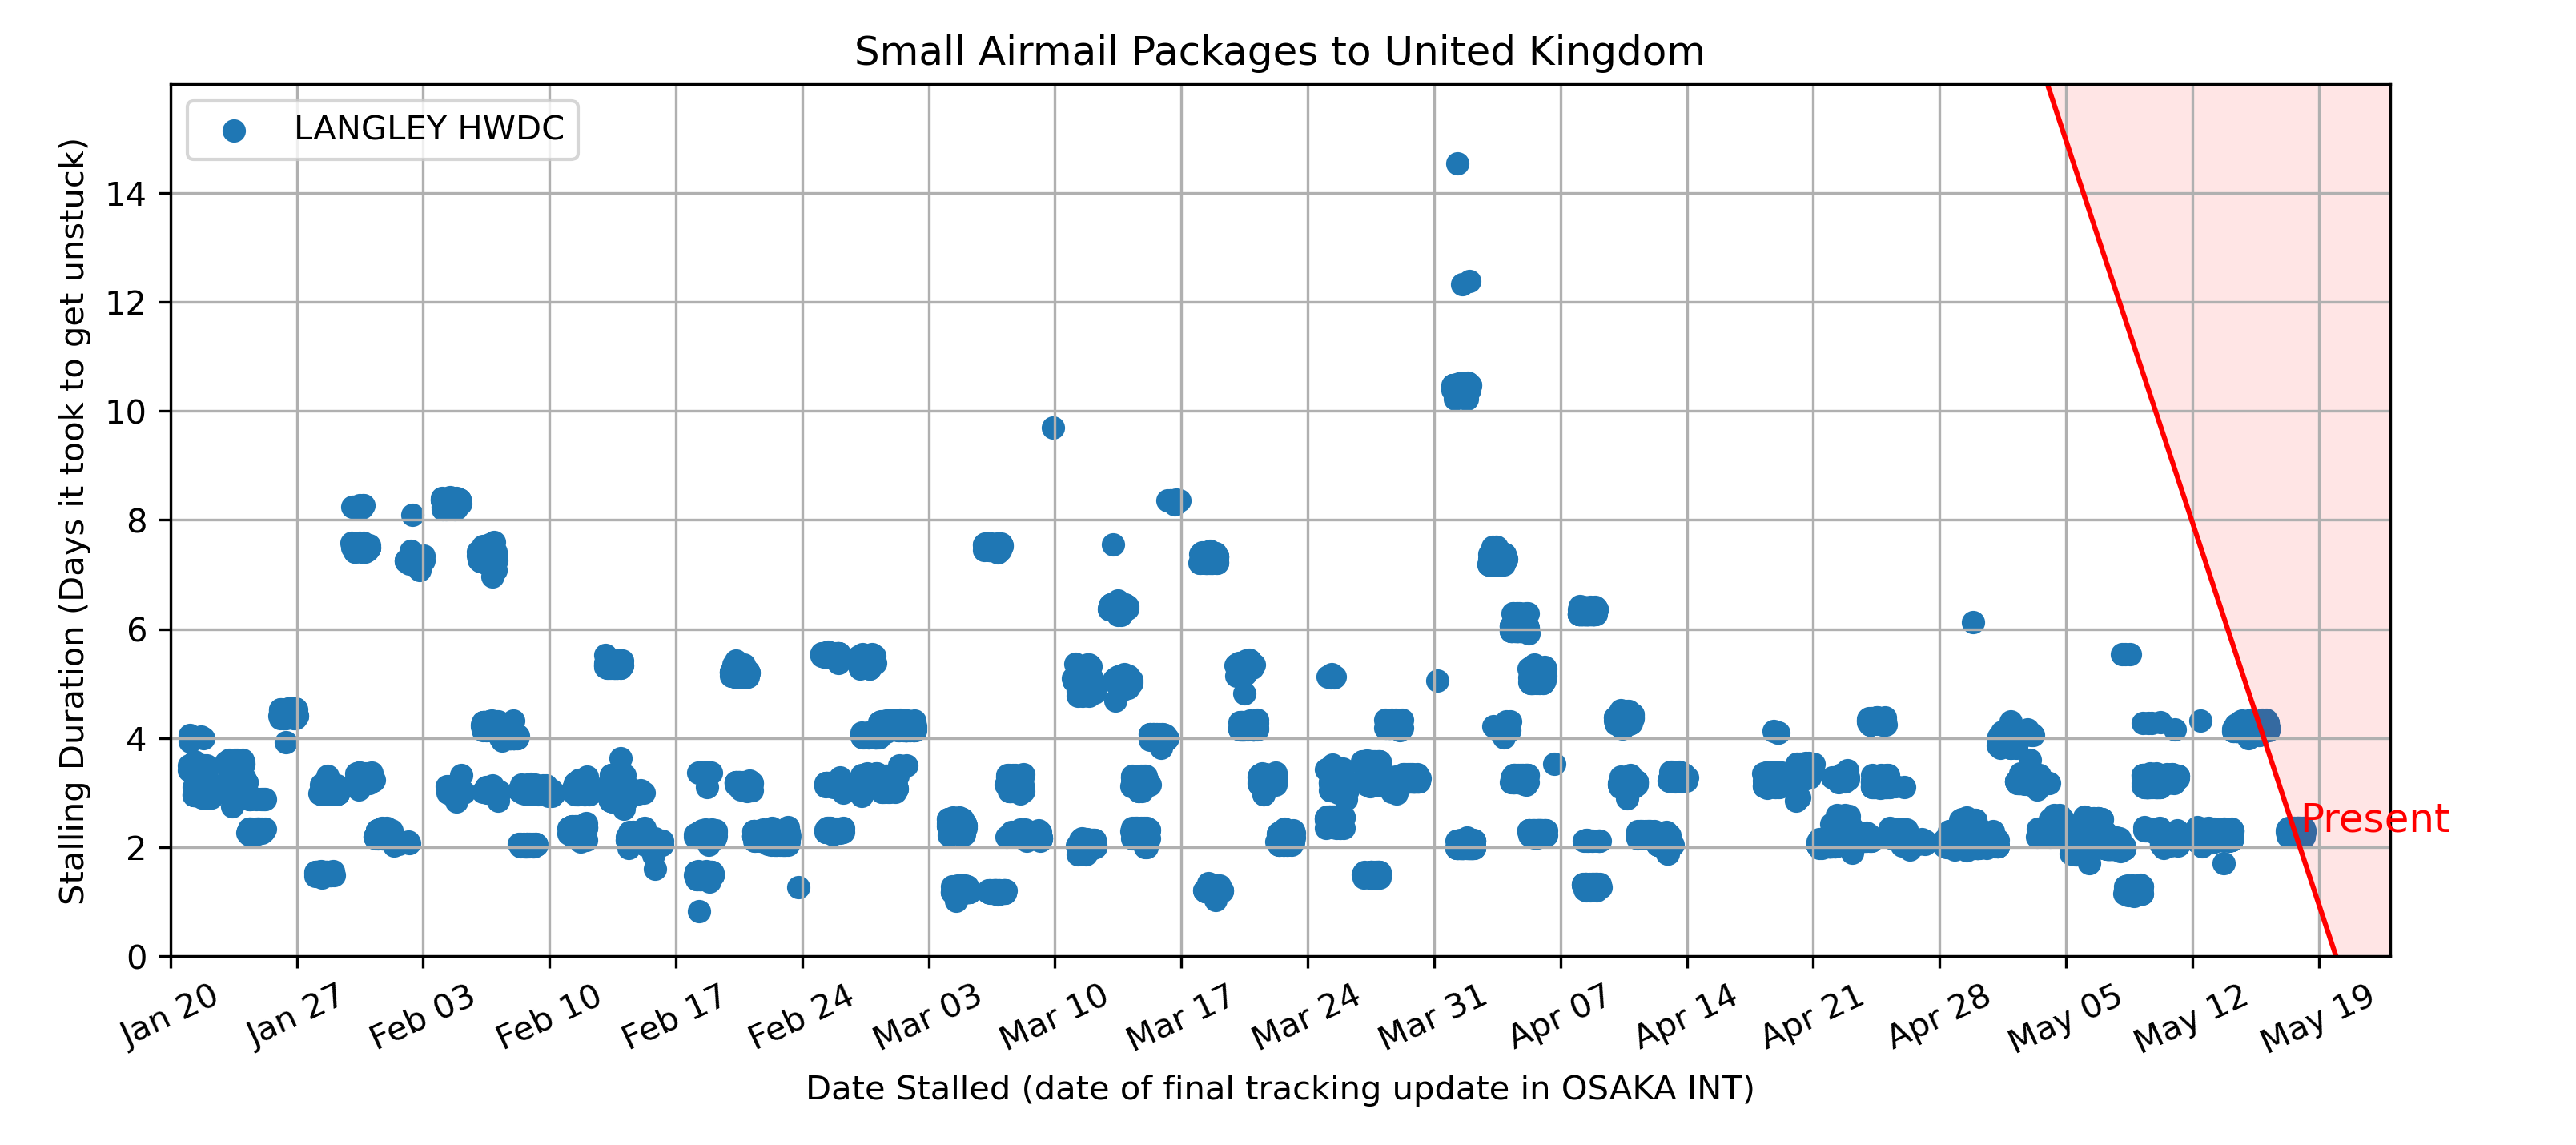 Small Airmail Packages to United Kingdom
LANGLEY HWDC
Stalling Duration (Days it took to get unstuck)
14
12
10
8
6
4
2
0
Present
Jan 20
Jan 27
Feb 03
Feb 10
Feb 17
Feb 24
Mar 03
Mar 10
Mar 17
Mar 24
Mar 31
Apr 07
Apr 14
Apr 21
Apr 28
May 05
May 12
May 19
Date Stalled (date of final tracking update in OSAKA INT)